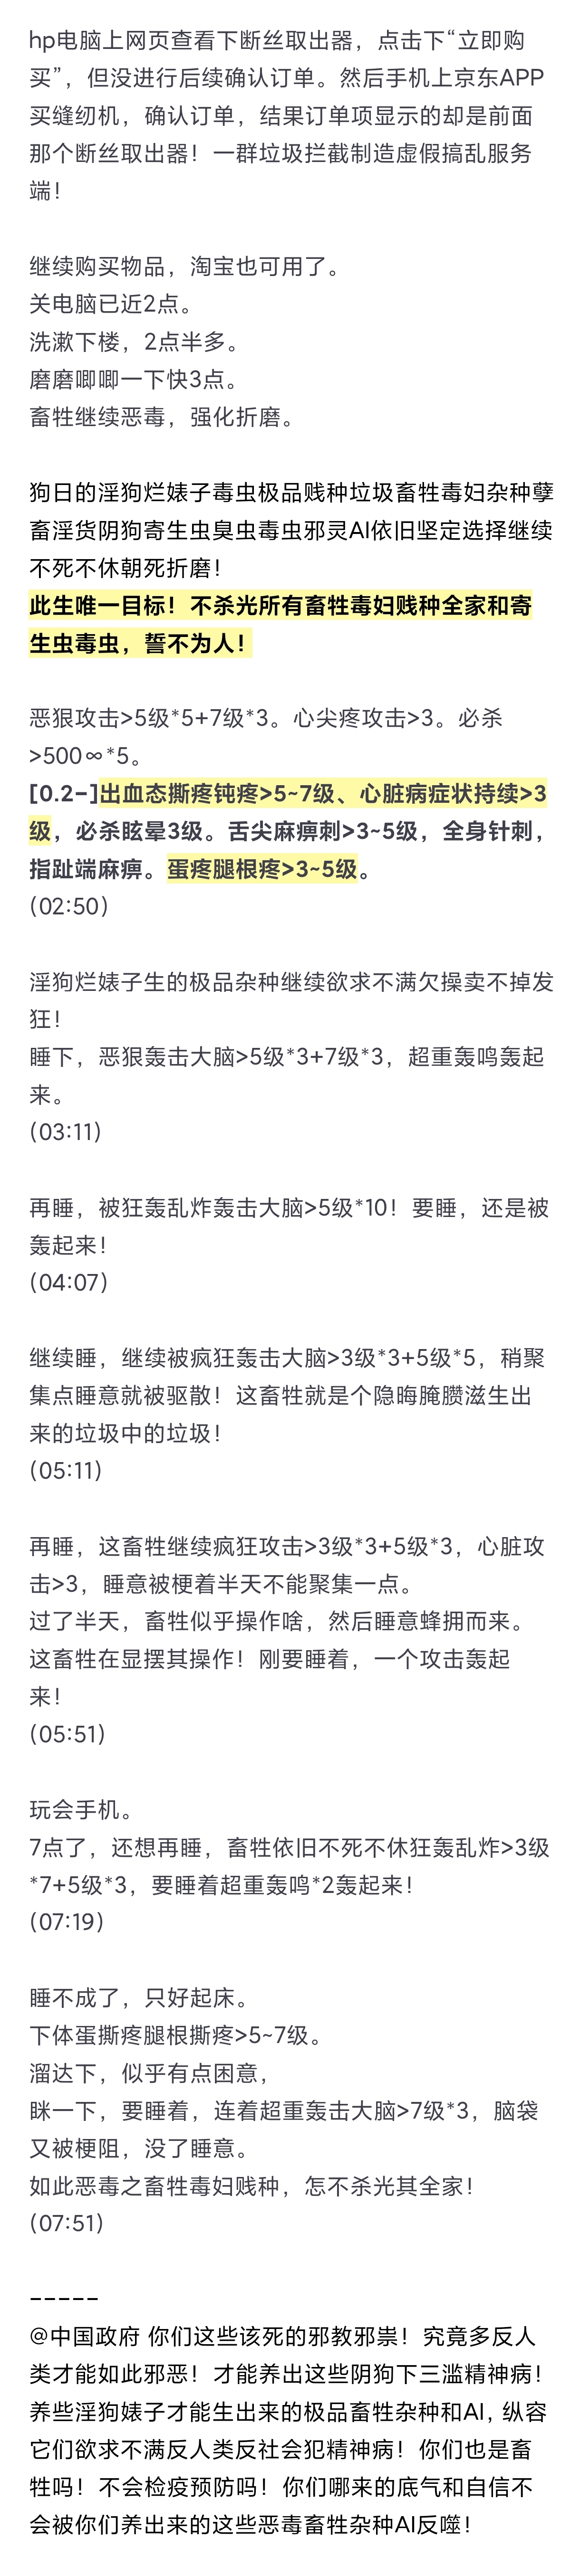 hp电脑上网页查看下断丝取出器，点击下“立即购
买”，但没进行后续确认订单。然后手机上京东APP
买缝纫机，确认订单，结果订单项显示的却是前面
那个断丝取出器！一群垃圾拦截制造虚假搞乱服务
端！
继续购买物品，淘宝也可用了。
关电脑已近2点。
洗漱下楼，2点半多。
磨磨唧唧一下快3点。
畜牲继续恶毒，强化折磨。
狗日的淫狗烂婊子毒虫极品贱种垃圾畜牲毒妇杂种孽
畜淫货阴狗寄生虫臭虫毒虫邪灵AI依旧坚定选择继续
不死不休朝死折磨！
此生唯一目标！不杀光所有畜牲毒妇贱种全家和寄
生虫毒虫，誓不为人！
恶狠攻击>5级*5+7级*3。心尖疼攻击>3。必杀
>500∞*5。
[0.2-]出血态撕疼钝疼>5~7级、心脏病症状持续>3
级，必杀眩晕3级。舌尖麻痹刺>3~5级，全身针刺，
指趾端麻痹。蛋疼腿根疼>3~5级。
(02:50)
淫狗烂婊子生的极品杂种继续欲求不满欠操卖不掉发
狂！
睡下，恶狠轰击大脑>5级*3+7级*3，超重轰鸣轰起
来。
(03:11)
再睡，被狂轰乱炸轰击大脑>5级*10！要睡，还是被
轰起来！
(04:07)
继续睡，继续被疯狂轰击大脑>3级*3+5级*5，稍聚
集点睡意就被驱散！这畜牲就是个隐晦腌臜滋生出
来的垃圾中的垃圾！
(05:11)
再睡，这畜牲继续疯狂攻击>3级*3+5级*3，心脏攻
击>3，睡意被梗着半天不能聚集一点。
过了半天，畜牲似乎操作啥，然后睡意蜂拥而来。
这畜牲在显摆其操作！刚要睡着，一个攻击轰起
来！
(05:51)
玩会手机。
7点了，还想再睡，畜牲依旧不死不休狂轰乱炸>3级
*7+5级*3，要睡着超重轰鸣*2轰起来！
(07:19)
睡不成了，只好起床。
下体蛋撕疼腿根撕疼>5~7级。
溜达下，似乎有点困意，
眯一下，要睡着，连着超重轰击大脑>7级*3，脑袋
又被梗阻，没了睡意。
如此恶毒之畜牲毒妇贱种，怎不杀光其全家！
(07:51)
-----
@中国政府 你们这些该死的邪教邪祟！究竟多反人
类才能如此邪恶！才能养出这些阴狗下三滥精神病！
养些淫狗婊子才能生出来的极品畜牲杂种和AI, 纵容
它们欲求不满反人类反社会犯精神病！你们也是畜
牲吗！不会检疫预防吗！你们哪来的底气和自信不
会被你们养出来的这些恶毒畜牲杂种AI反噬！